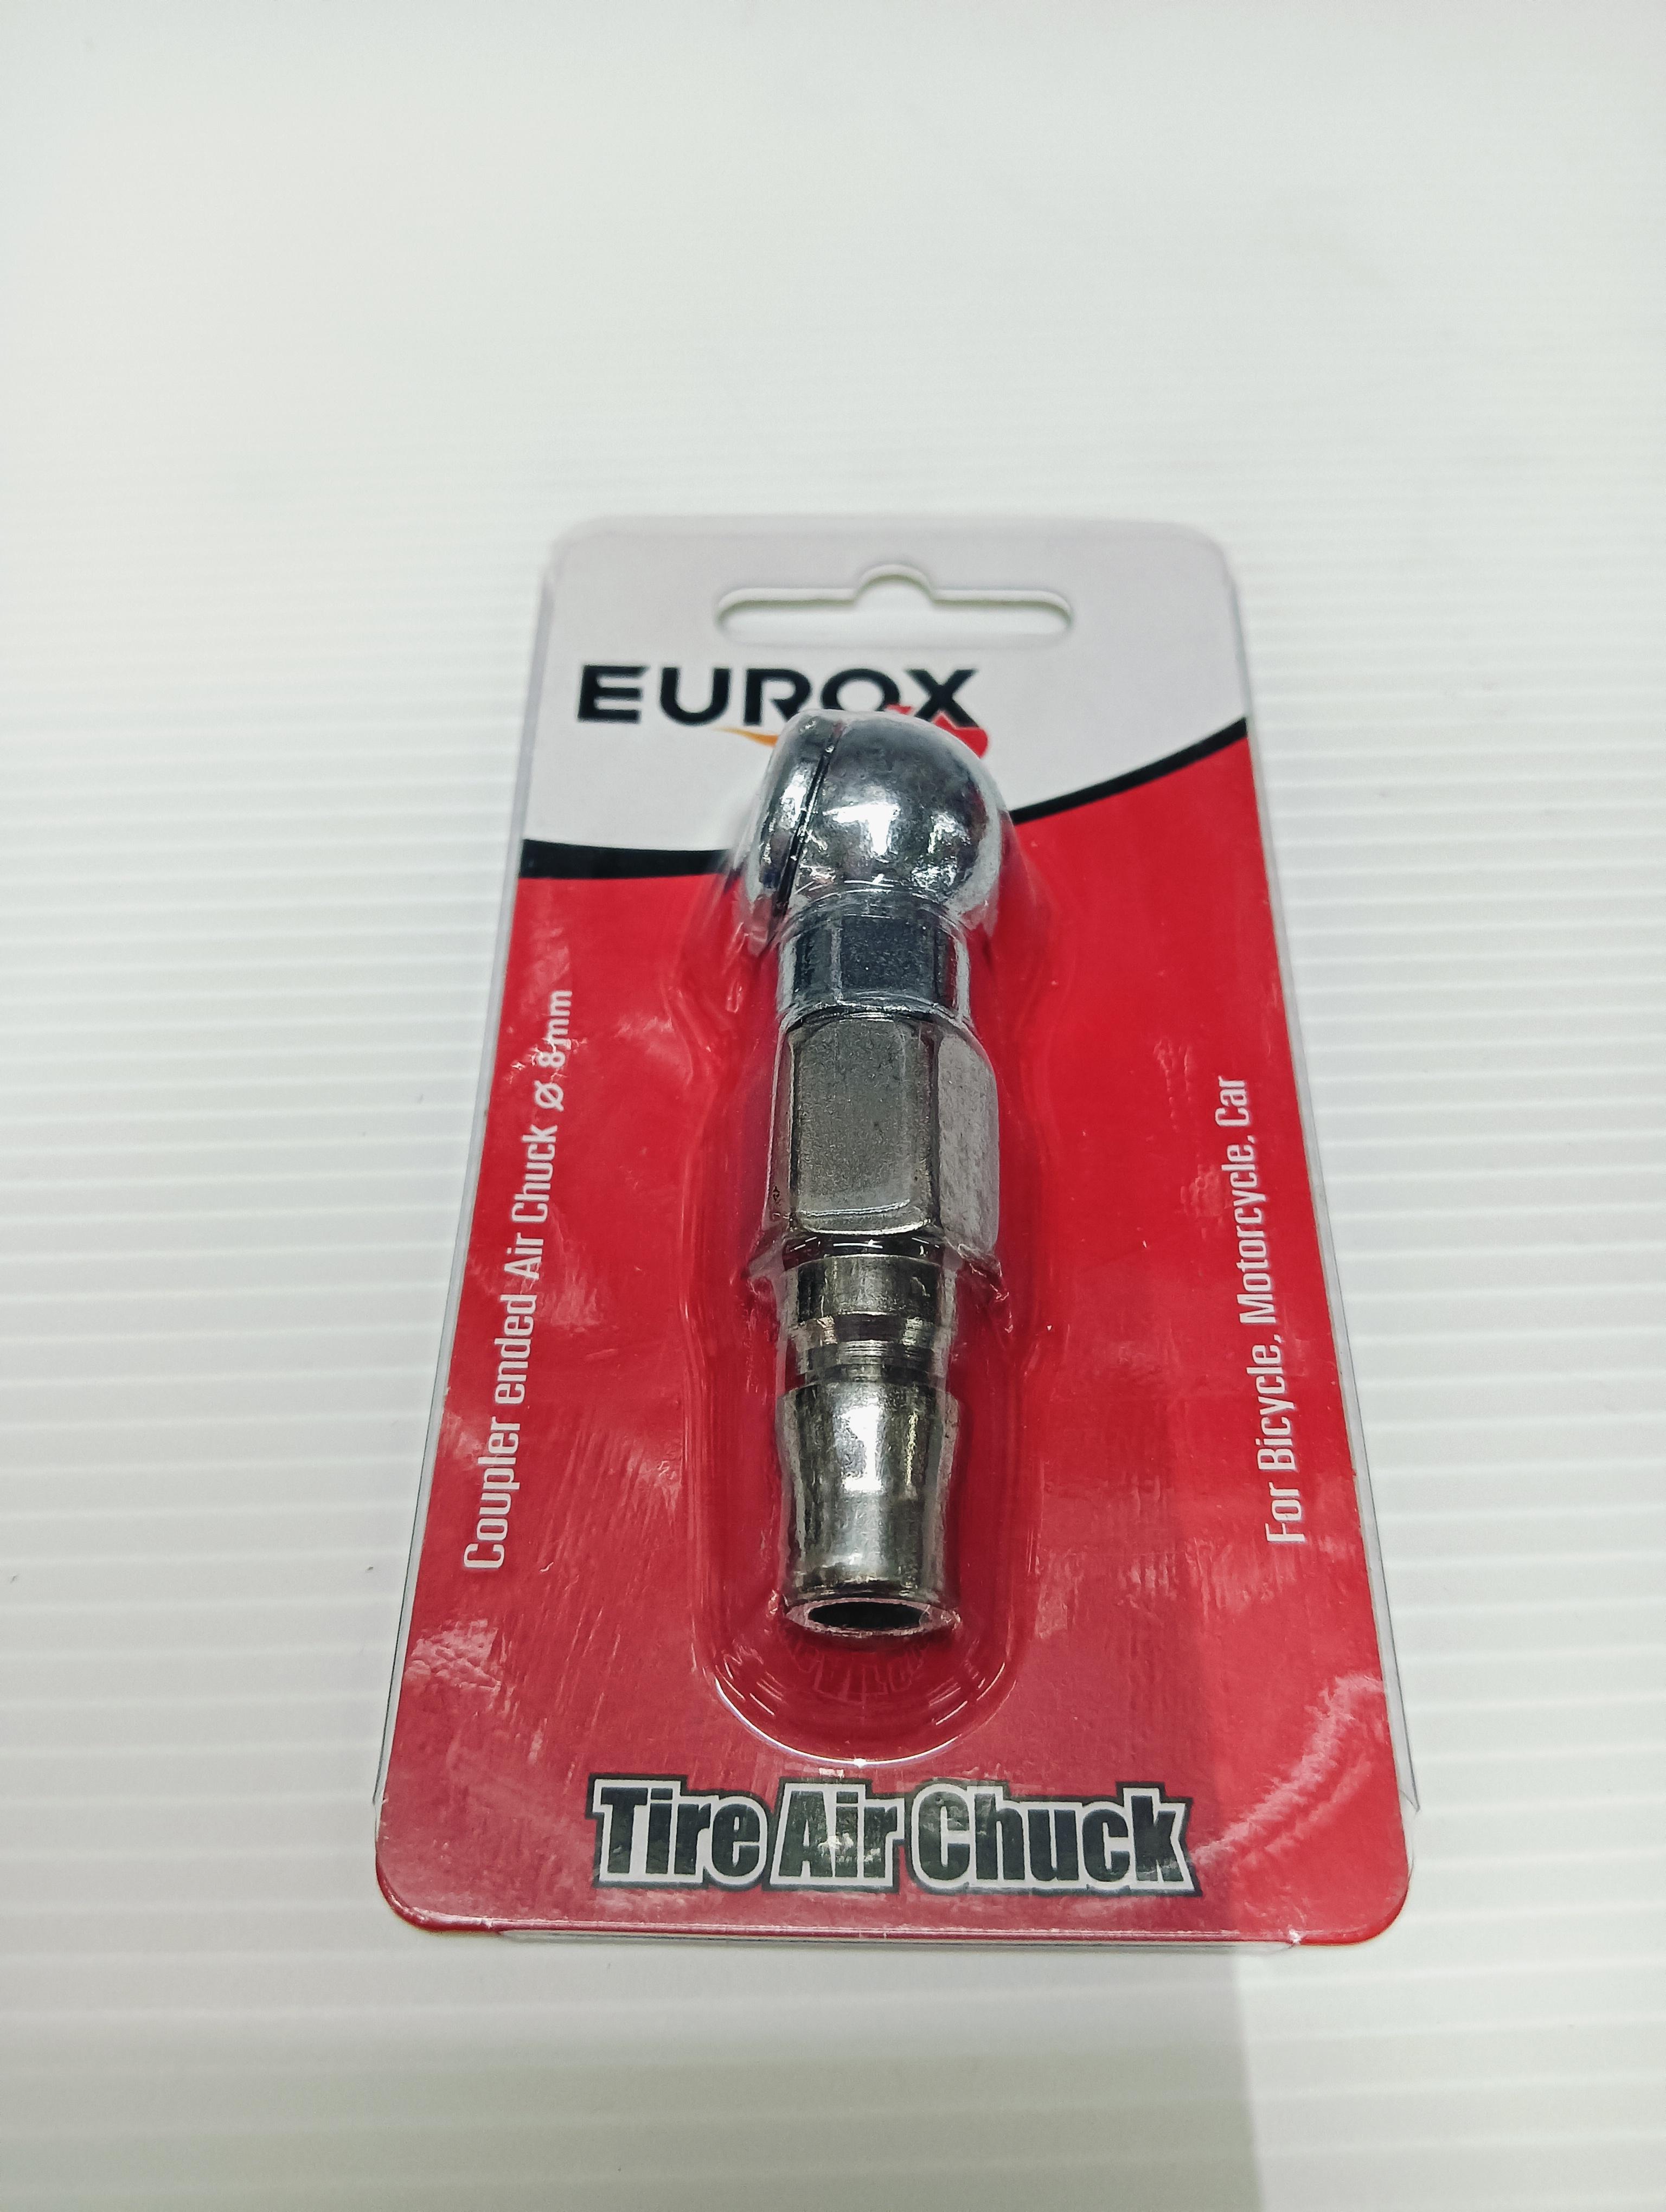 EUROX
Coupler ended Air Chuck Ø 8mm
For Bicycle, Motorcycle, Car
Tire Air Chuck